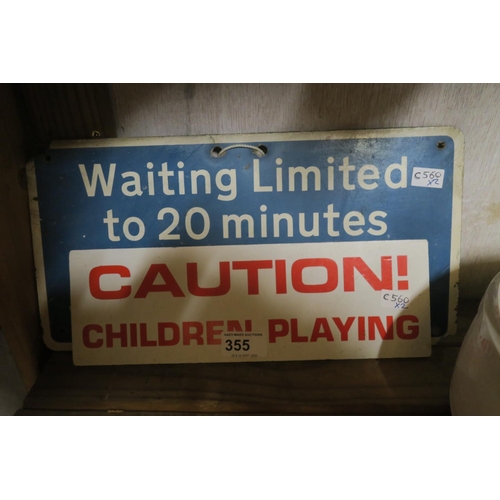 Waiting Limited
to 20 minutes
C560
X2
CAUTION!
C560
X2
CHILDREN PLAYING
355